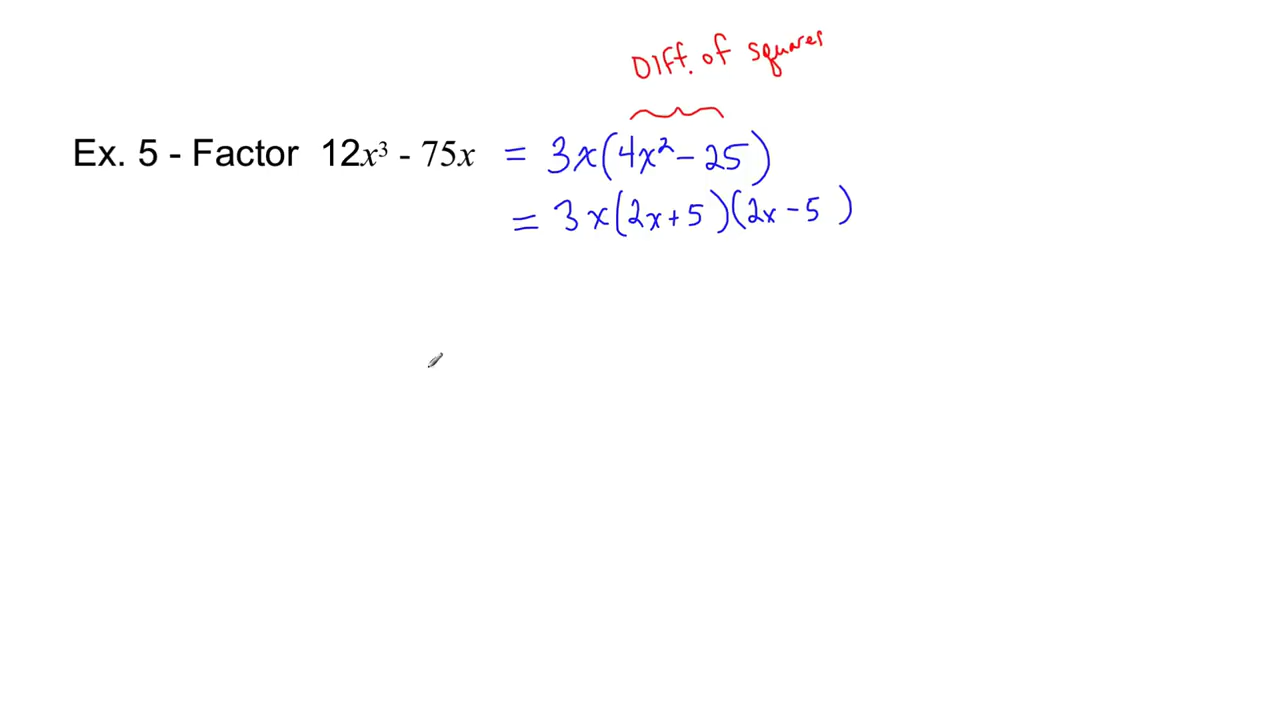 Diff. of squares
Ex. 5 - Factor 12x³ - 75x = 3x(4x² - 25)
= 3x(2x + 5)(2x - 5)